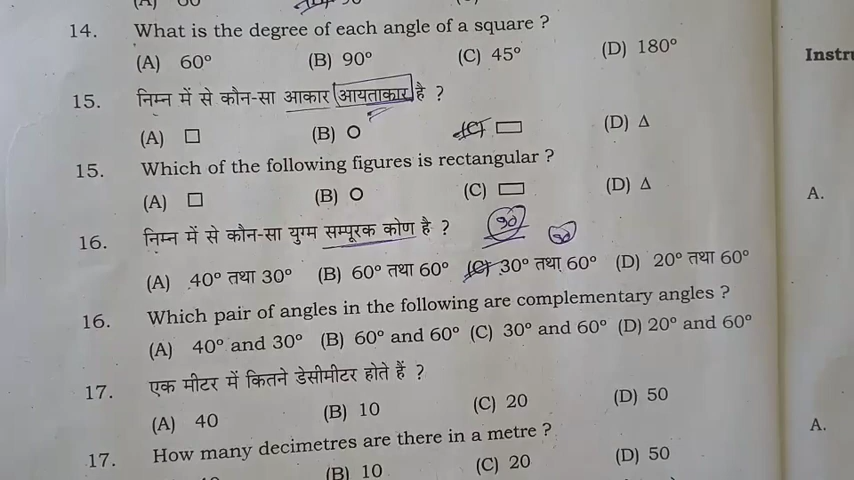 (A) 60
14. What is the degree of each angle of a square ?
(A) 60° (B) 90° (C) 45° (D) 180°
15. निम्न में से कौन-सा आकार आयताकार है ?
(A) □ (B) ○ (C) ▭ (D) Δ
15. Which of the following figures is rectangular ?
(A) □ (B) ○ (C) ▭ (D) Δ
16. निम्न में से कौन-सा युग्म सम्पूरक कोण है ? 90
(A) 40° तथा 30° (B) 60° तथा 60° (C) 30° तथा 60° (D) 20° तथा 60°
16. Which pair of angles in the following are complementary angles ?
(A) 40° and 30° (B) 60° and 60° (C) 30° and 60° (D) 20° and 60°
17. एक मीटर में कितने डेसीमीटर होते हैं ?
(A) 40 (B) 10 (C) 20 (D) 50
17. How many decimetres are there in a metre ?
(B) 10 (C) 20 (D) 50
Instru
A.
A.